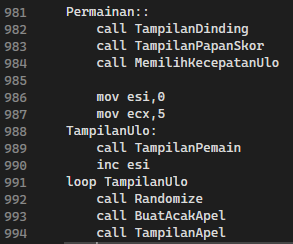 981 Permainan::
982 call TampilanDinding
983 call TampilanPapanSkor
984 call MemilihKecepatanUlo
985
986 mov esi,0
987 mov ecx,5
988 TampilanUlo:
989 call TampilanPemain
990 inc esi
991 loop TampilanUlo
992 call Randomize
993 call BuatAcakApel
994 call TampilanApel